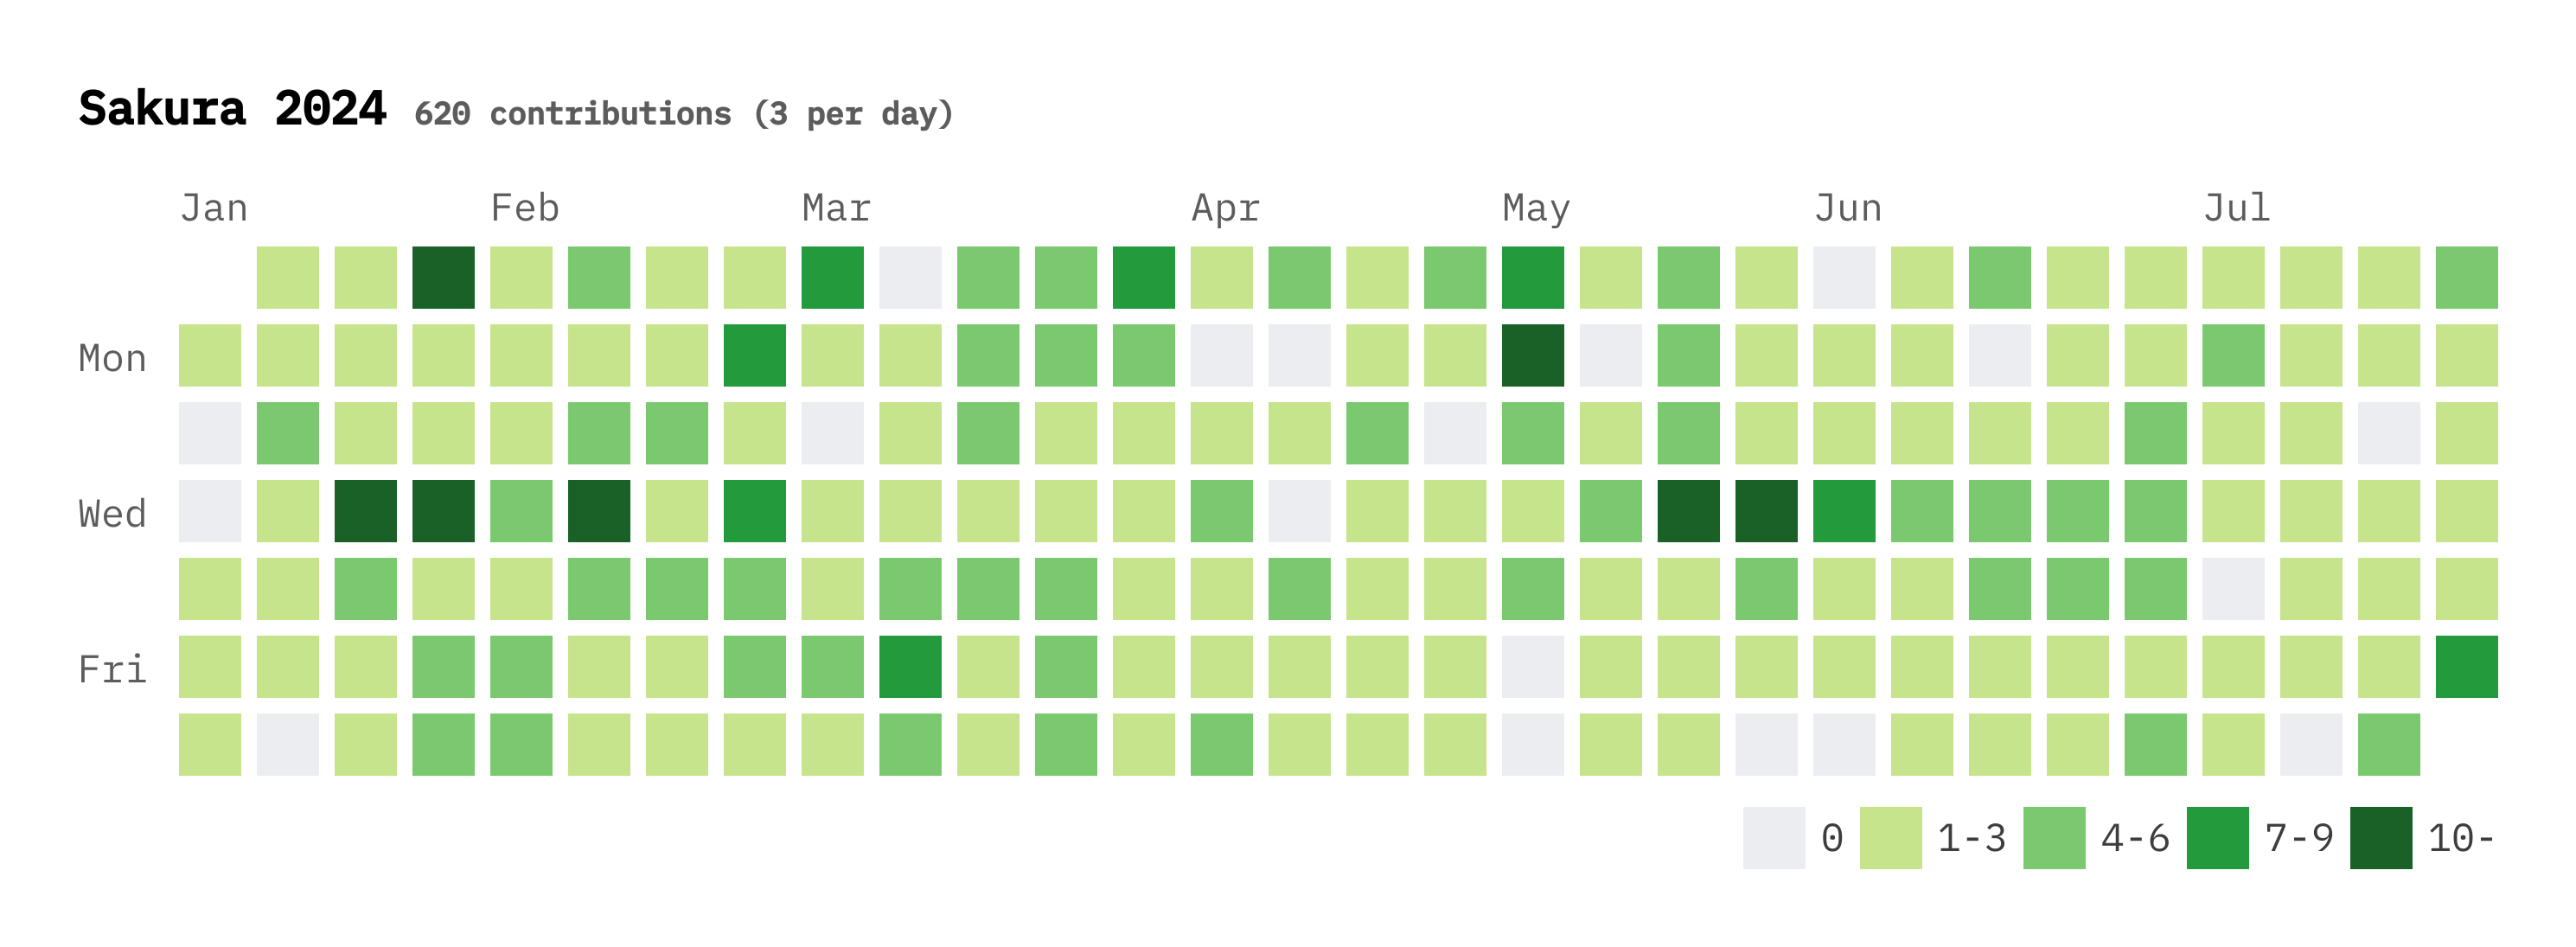 Sakura 2024 620 contributions (3 per day)
Jan Feb Mar Apr May Jun Jul
Mon
Wed
Fri
0 1-3 4-6 7-9 10-